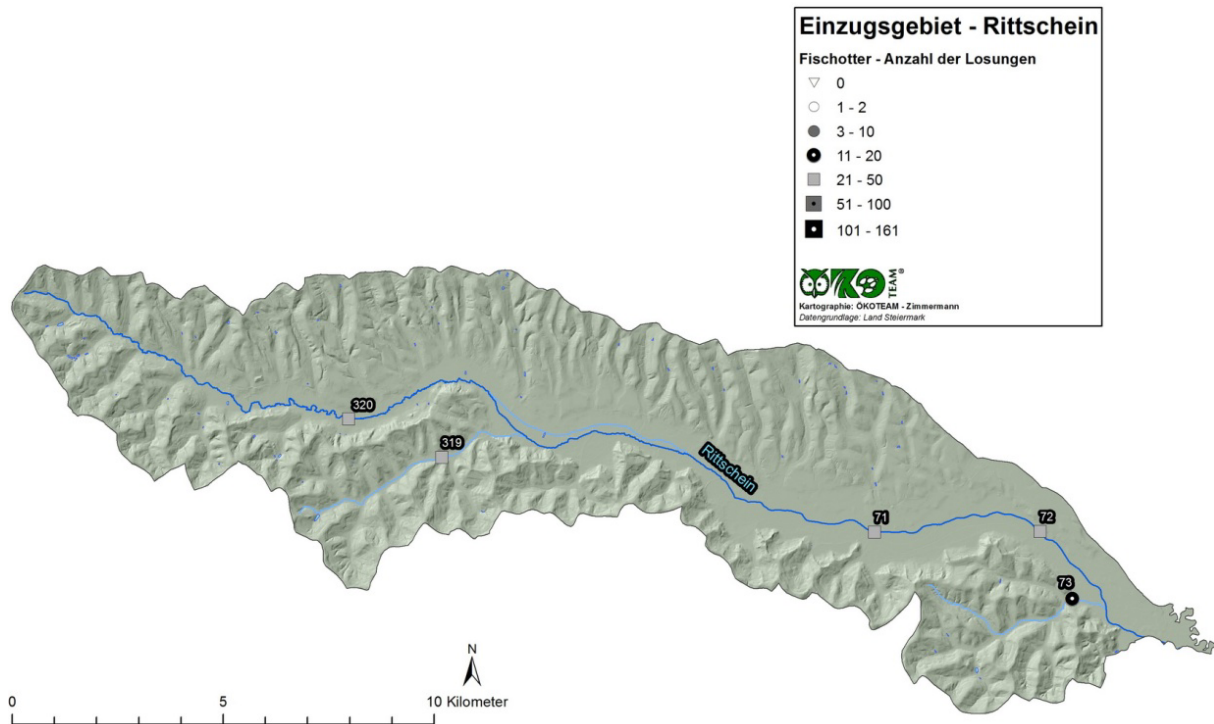 Einzugsgebiet - Rittschein
Fischotter - Anzahl der Losungen
0
1 - 2
3 - 10
11 - 20
21 - 50
51 - 100
101 - 161
ÖKO TEAM ®
Kartographie: ÖKOTEAM - Zimmermann
Datengrundlage: Land Steiermark
320
319
Rittschein
71
72
73
N
0 5 10 Kilometer